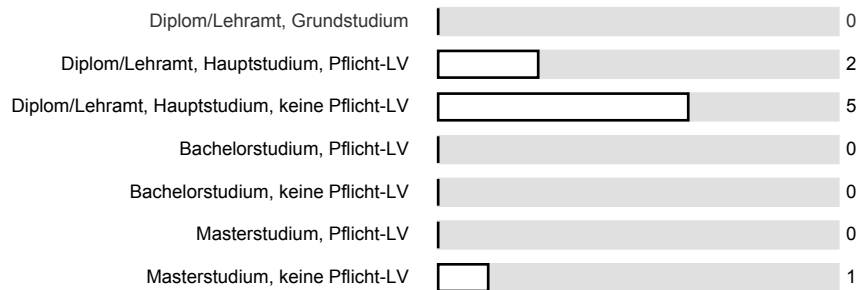 Diplom/Lehramt, Grundstudium 0
Diplom/Lehramt, Hauptstudium, Pflicht-LV 2
Diplom/Lehramt, Hauptstudium, keine Pflicht-LV 5
Bachelorstudium, Pflicht-LV 0
Bachelorstudium, keine Pflicht-LV 0
Masterstudium, Pflicht-LV 0
Masterstudium, keine Pflicht-LV 1